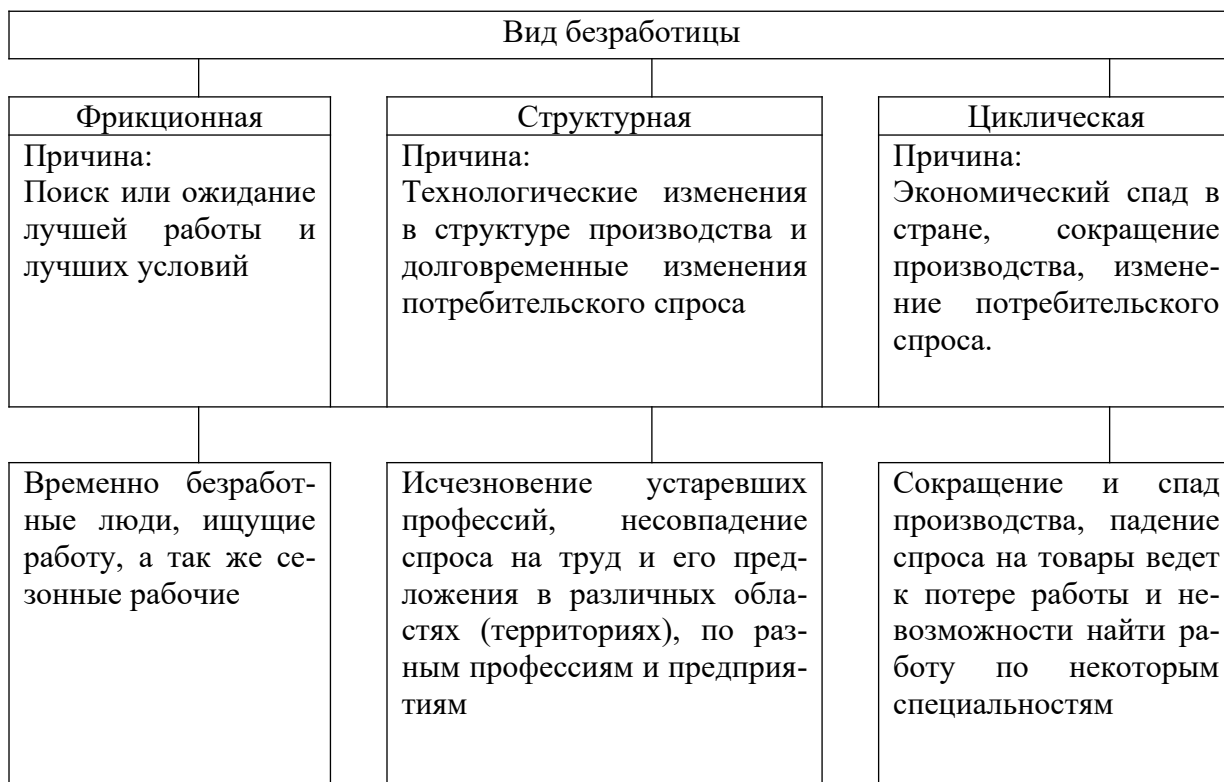 Вид безработицы
Фрикционная
Причина:
Поиск или ожидание
лучшей работы и
лучших условий
Структурная
Причина:
Технологические изменения
в структуре производства и
долговременные изменения
потребительского спроса
Циклическая
Причина:
Экономический спад в
стране, сокращение
производства, измене-
ние потребительского
спроса.
Временно безработ-
ные люди, ищущие
работу, а так же се-
зонные рабочие
Исчезновение устаревших
профессий, несовпадение
спроса на труд и его пред-
ложения в различных обла-
стях (территориях), по раз-
ным профессиям и предприя-
тиям
Сокращение и спад
производства, падение
спроса на товары ведет
к потере работы и не-
возможности найти ра-
боту по некоторым
специальностям